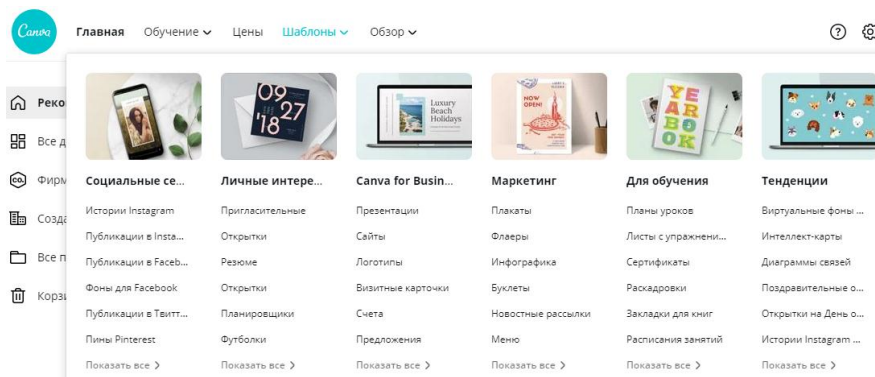 Canva
Главная Обучение Цены Шаблоны Обзор
Реко
Все д
Фирм
Созда
Все п
Корзи
09
27
'18
Luxury
Beach
Holidays
NOW
OPEN!
YE
AR
BO
OK
Социальные се...
Истории Instagram
Публикации в Insta...
Публикации в Faceb...
Фоны для Facebook
Публикации в Твитт...
Пины Pinterest
Показать все
Личные интере...
Пригласительные
Открытки
Резюме
Открытки
Планировщики
Футболки
Показать все
Canva for Busin...
Презентации
Сайты
Логотипы
Визитные карточки
Счета
Предложения
Показать все
Маркетинг
Плакаты
Флаеры
Инфографика
Буклеты
Новостные рассылки
Меню
Показать все
Для обучения
Планы уроков
Листы с упражнени...
Сертификаты
Раскадровки
Закладки для книг
Расписания занятий
Показать все
Тенденции
Виртуальные фоны ...
Интеллект-карты
Диаграммы связей
Поздравительные о...
Открытки на День о...
Истории Instagram ...
Показать все